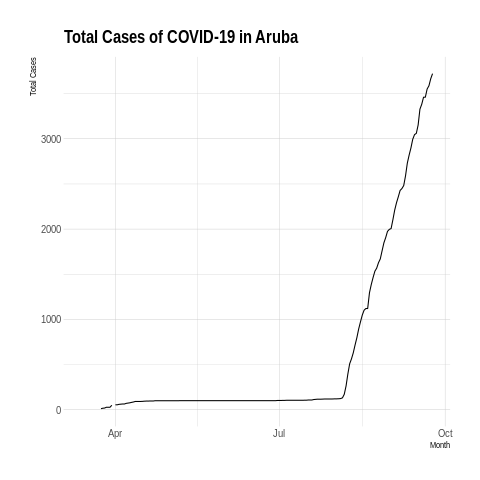 Total Cases of COVID-19 in Aruba
Total Cases
3000
2000
1000
0
Apr
Jul
Oct
Month